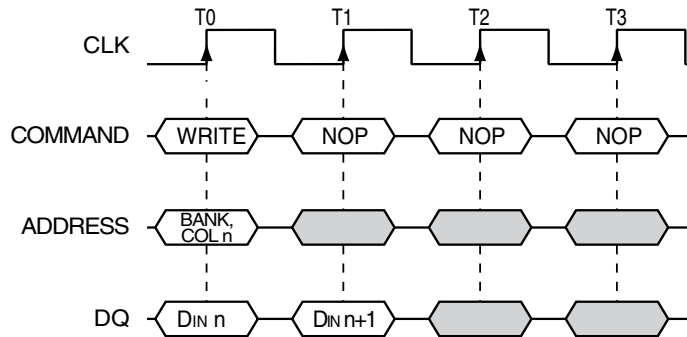 T0 T1 T2 T3
CLK
COMMAND WRITE NOP NOP NOP
ADDRESS BANK,
COL n
DQ DIN n DIN n+1